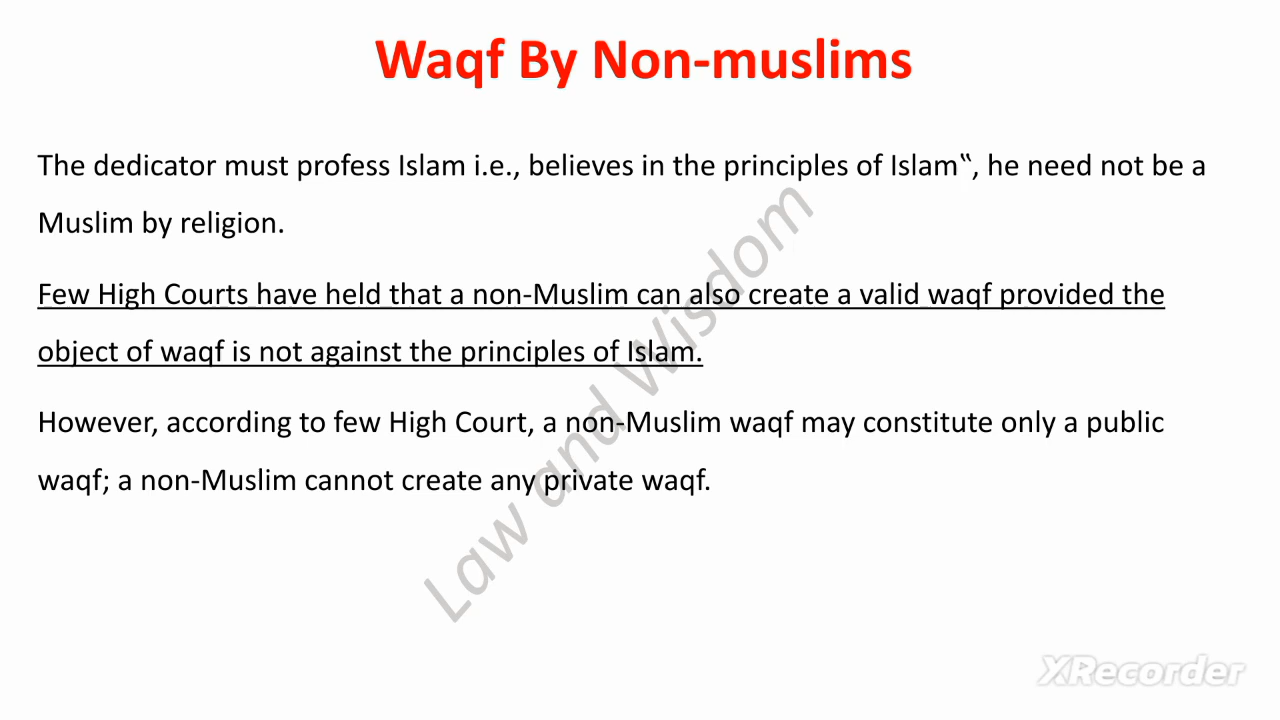 Waqf By Non-muslims
The dedicator must profess Islam i.e., believes in the principles of Islam‟, he need not be a
Muslim by religion.
Few High Courts have held that a non-Muslim can also create a valid waqf provided the
object of waqf is not against the principles of Islam.
However, according to few High Court, a non-Muslim waqf may constitute only a public
waqf; a non-Muslim cannot create any private waqf.
Law and Wisdom
XRecorder